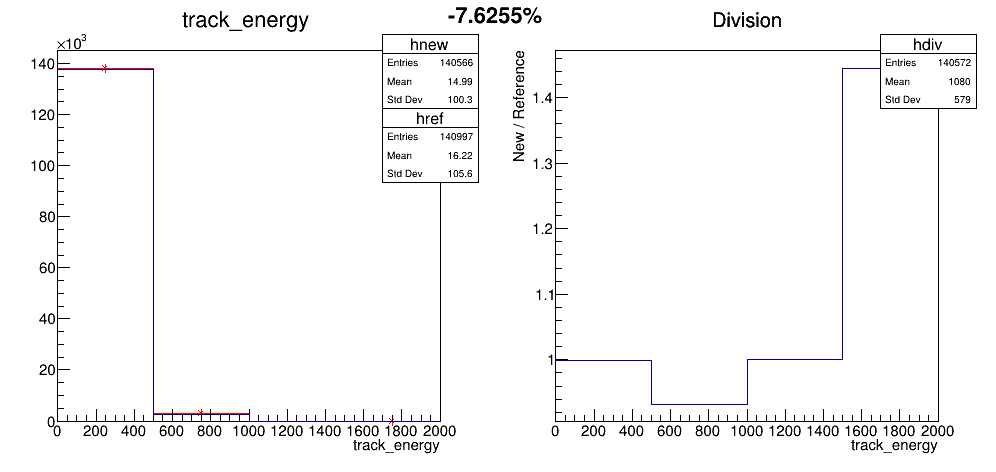 -7.6255%
track_energy
×10³
140
120
100
80
60
40
20
0
0 200 400 600 800 1000 1200 1400 1600 1800 2000
track_energy
hnew
Entries 140566
Mean 14.99
Std Dev 100.3
href
Entries 140997
Mean 16.22
Std Dev 105.6
Division
New / Reference
1.4
1.3
1.2
1.1
1
0 200 400 600 800 1000 1200 1400 1600 1800 2000
track_energy
hdiv
Entries 140572
Mean 1080
Std Dev 579